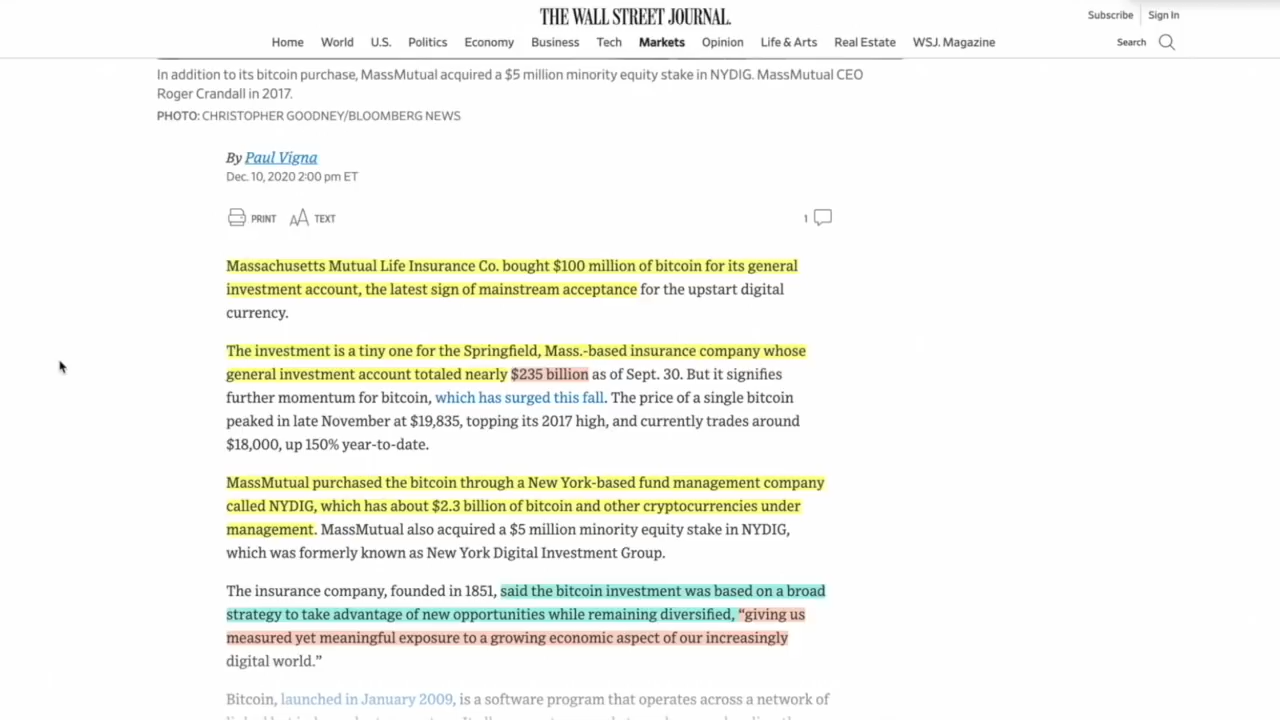 THE WALL STREET JOURNAL.
Subscribe Sign In
Home World U.S. Politics Economy Business Tech Markets Opinion Life & Arts Real Estate WSJ. Magazine Search
In addition to its bitcoin purchase, MassMutual acquired a $5 million minority equity stake in NYDIG. MassMutual CEO
Roger Crandall in 2017.
PHOTO: CHRISTOPHER GOODNEY/BLOOMBERG NEWS
By Paul Vigna
Dec. 10, 2020 2:00 pm ET
PRINT AA TEXT 1
Massachusetts Mutual Life Insurance Co. bought $100 million of bitcoin for its general
investment account, the latest sign of mainstream acceptance for the upstart digital
currency.
The investment is a tiny one for the Springfield, Mass.-based insurance company whose
general investment account totaled nearly $235 billion as of Sept. 30. But it signifies
further momentum for bitcoin, which has surged this fall. The price of a single bitcoin
peaked in late November at $19,835, topping its 2017 high, and currently trades around
$18,000, up 150% year-to-date.
MassMutual purchased the bitcoin through a New York-based fund management company
called NYDIG, which has about $2.3 billion of bitcoin and other cryptocurrencies under
management. MassMutual also acquired a $5 million minority equity stake in NYDIG,
which was formerly known as New York Digital Investment Group.
The insurance company, founded in 1851, said the bitcoin investment was based on a broad
strategy to take advantage of new opportunities while remaining diversified, “giving us
measured yet meaningful exposure to a growing economic aspect of our increasingly
digital world.”
Bitcoin, launched in January 2009, is a software program that operates across a network of